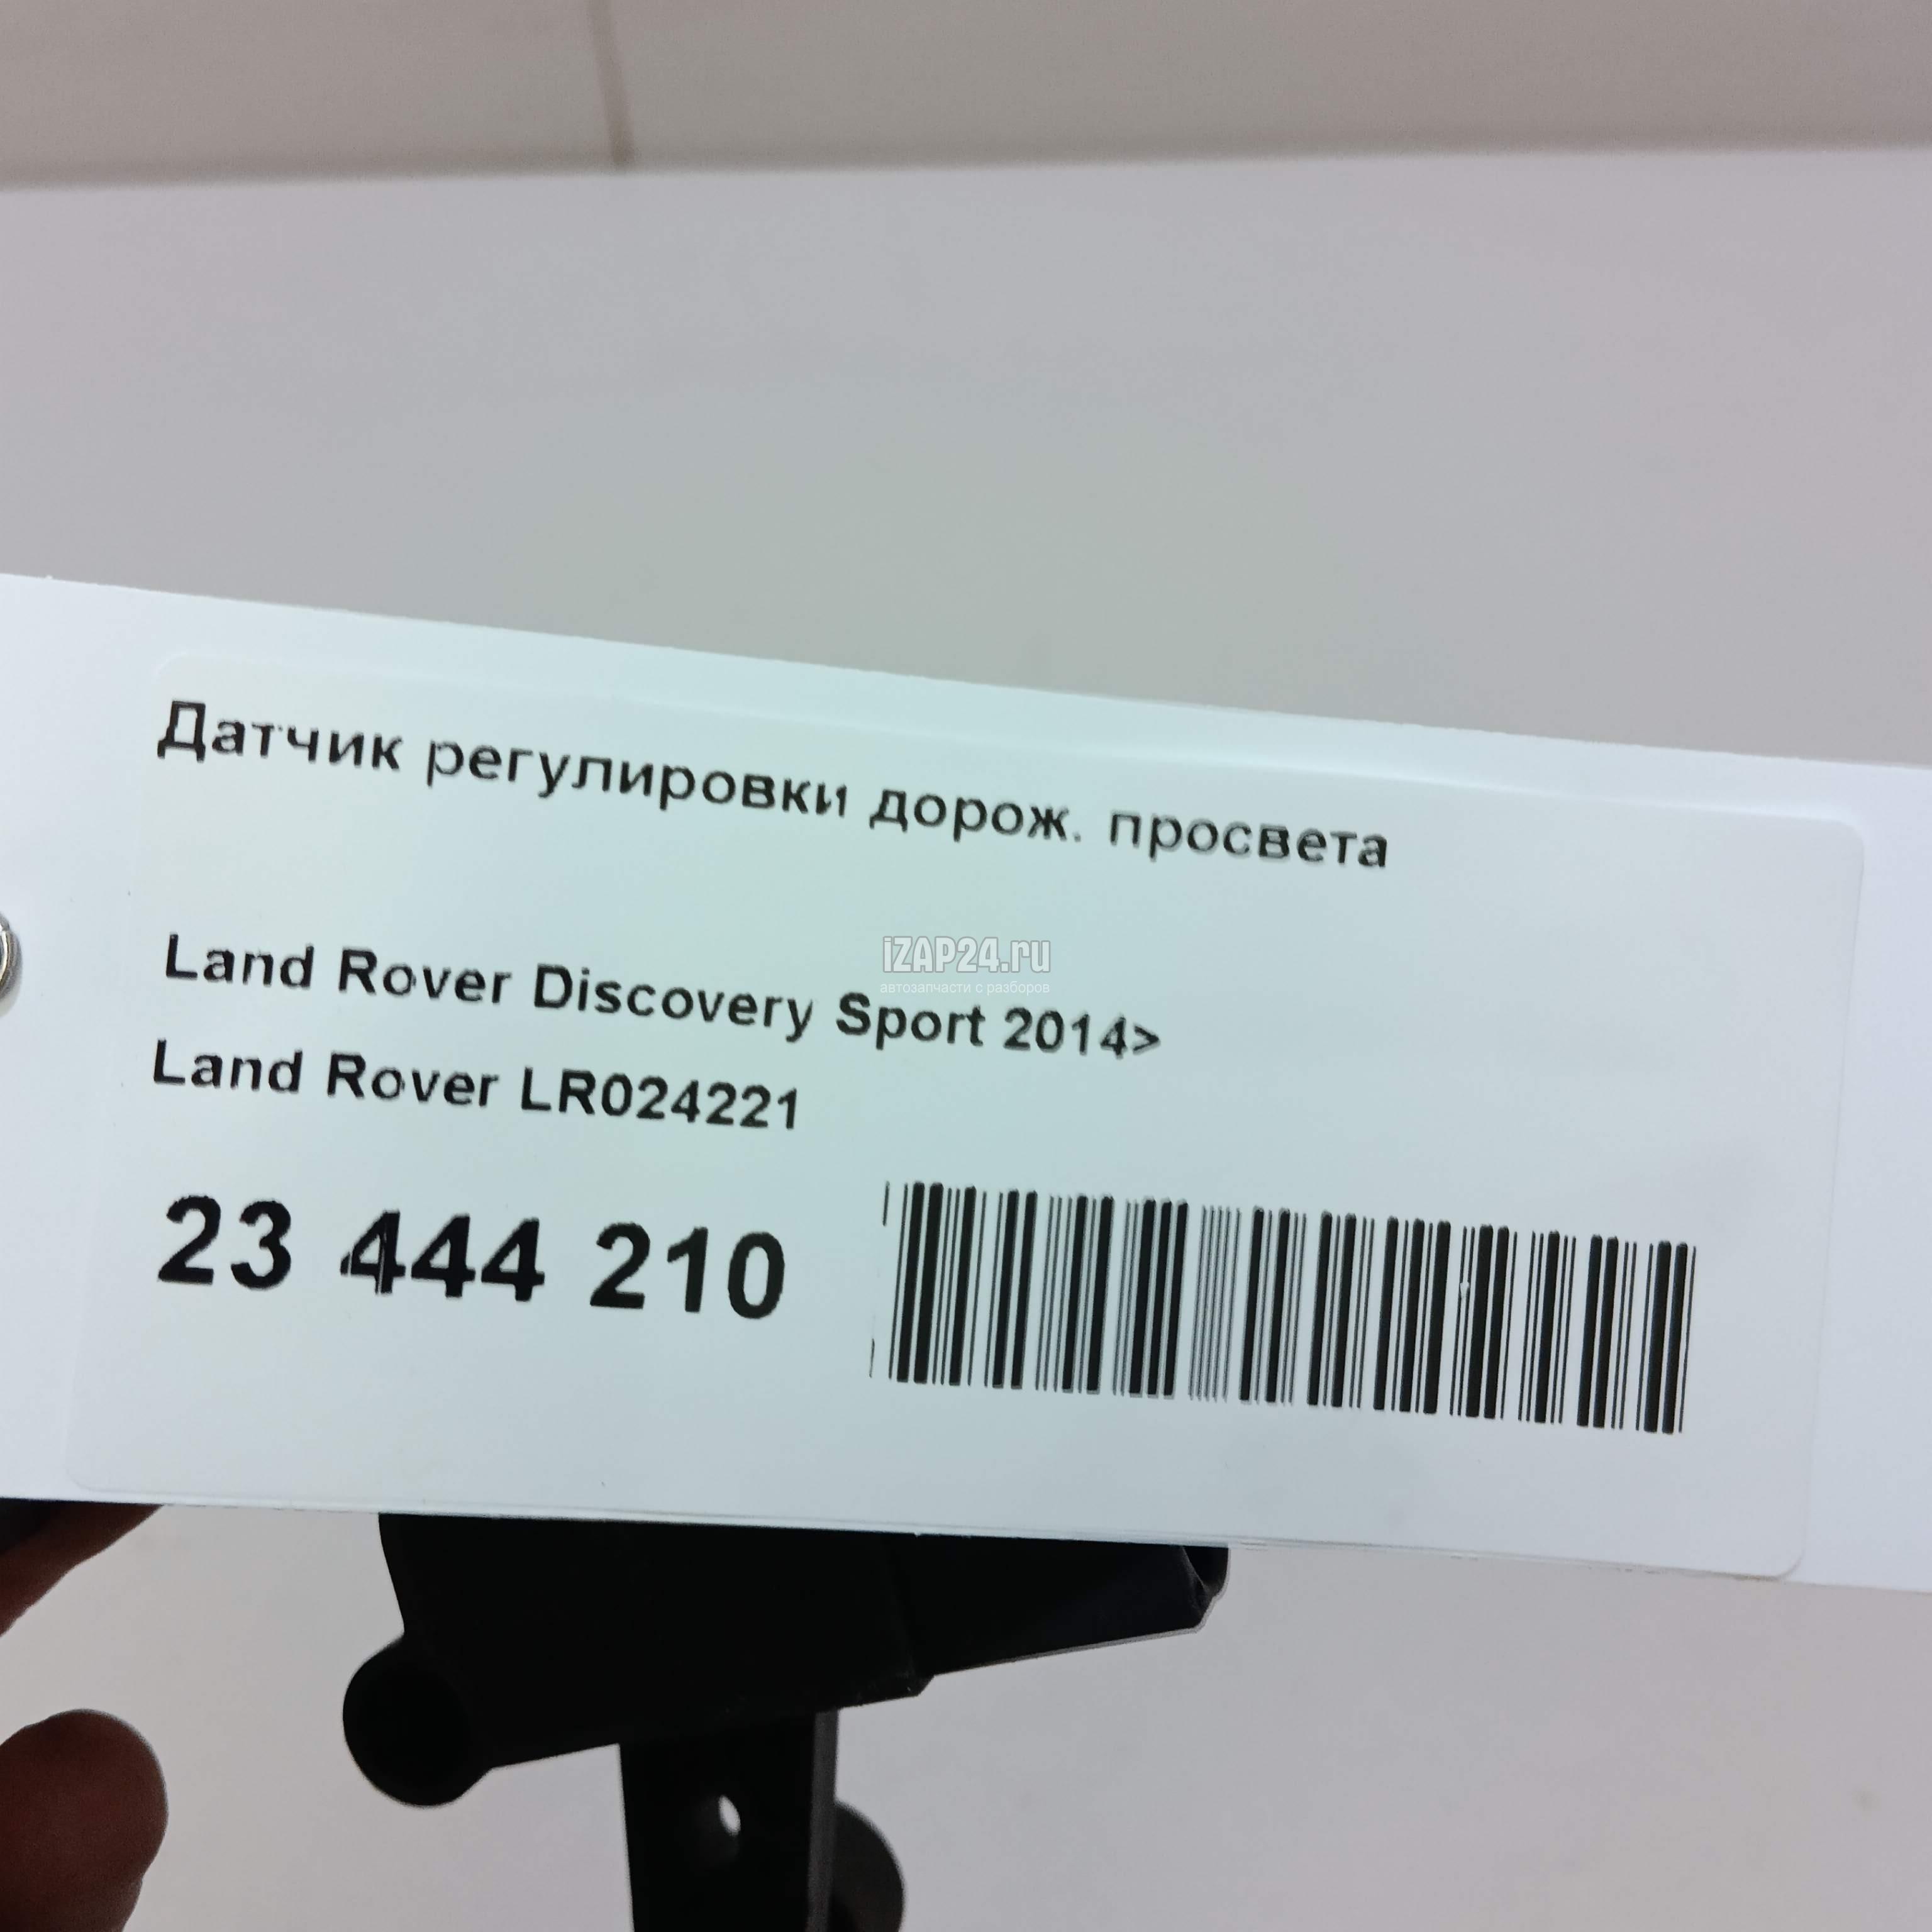 Датчик регулировки дорож. просвета
iZAP24.ru
автозапчасти с разборов
Land Rover Discovery Sport 2014>
Land Rover LR024221
23 444 210